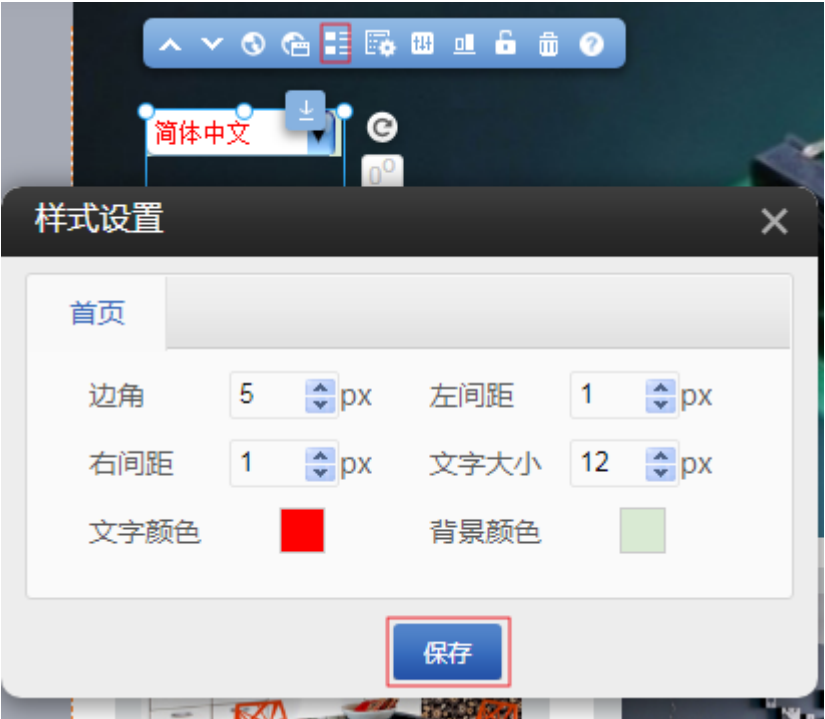 简体中文
0°
样式设置
首页
边角 5 px 左间距 1 px
右间距 1 px 文字大小 12 px
文字颜色 背景颜色
保存